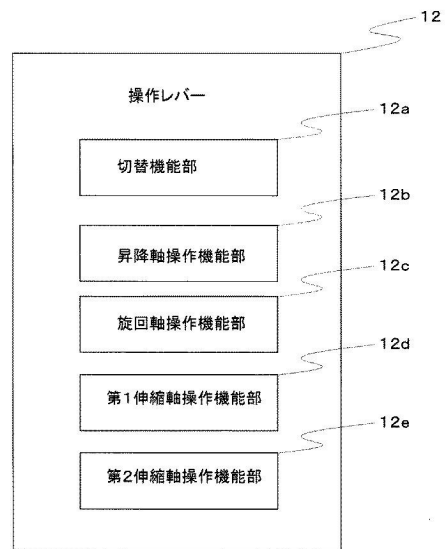 12
操作レバー
12a
切替機能部
12b
昇降軸操作機能部
12c
旋回軸操作機能部
12d
第1伸縮軸操作機能部
12e
第2伸縮軸操作機能部